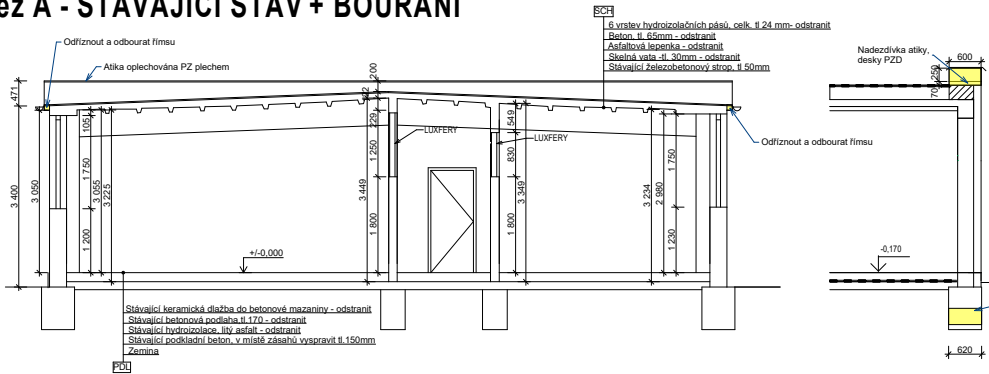 ez A - STÁVAJÍCÍ STAV + BOURÁNÍ
SCH
6 vrstev hydroizolačních pásů, celk. tl 24 mm- odstranit
Beton, tl. 65mm - odstranit
Asfaltová lepenka - odstranit
Skelná vata -tl. 30mm - odstranit
Stávající železobetonový strop, tl 50mm
Odříznout a odbourat římsu
Atika oplechována PZ plechem
Nadezdívka atiky,
desky PZD
600
250
70
471
200
229
105
549
LUXFERY
LUXFERY
Odříznout a odbourat římsu
3 400
3 050
1 200
1 750
3 055
3 225
3 449
1 800
1 250
1 800
830
3 349
3 234
2 980
1 230
1 750
+/-0,000
-0,170
Stávající keramická dlažba do betonové mazaniny - odstranit
Stávající betonová podlaha,tl.170 - odstranit
Stávající hydroizolace, litý asfalt - odstranit
Stávající podkladní beton, v místě zásahů vyspravit tl.150mm
Zemina
PDL
620